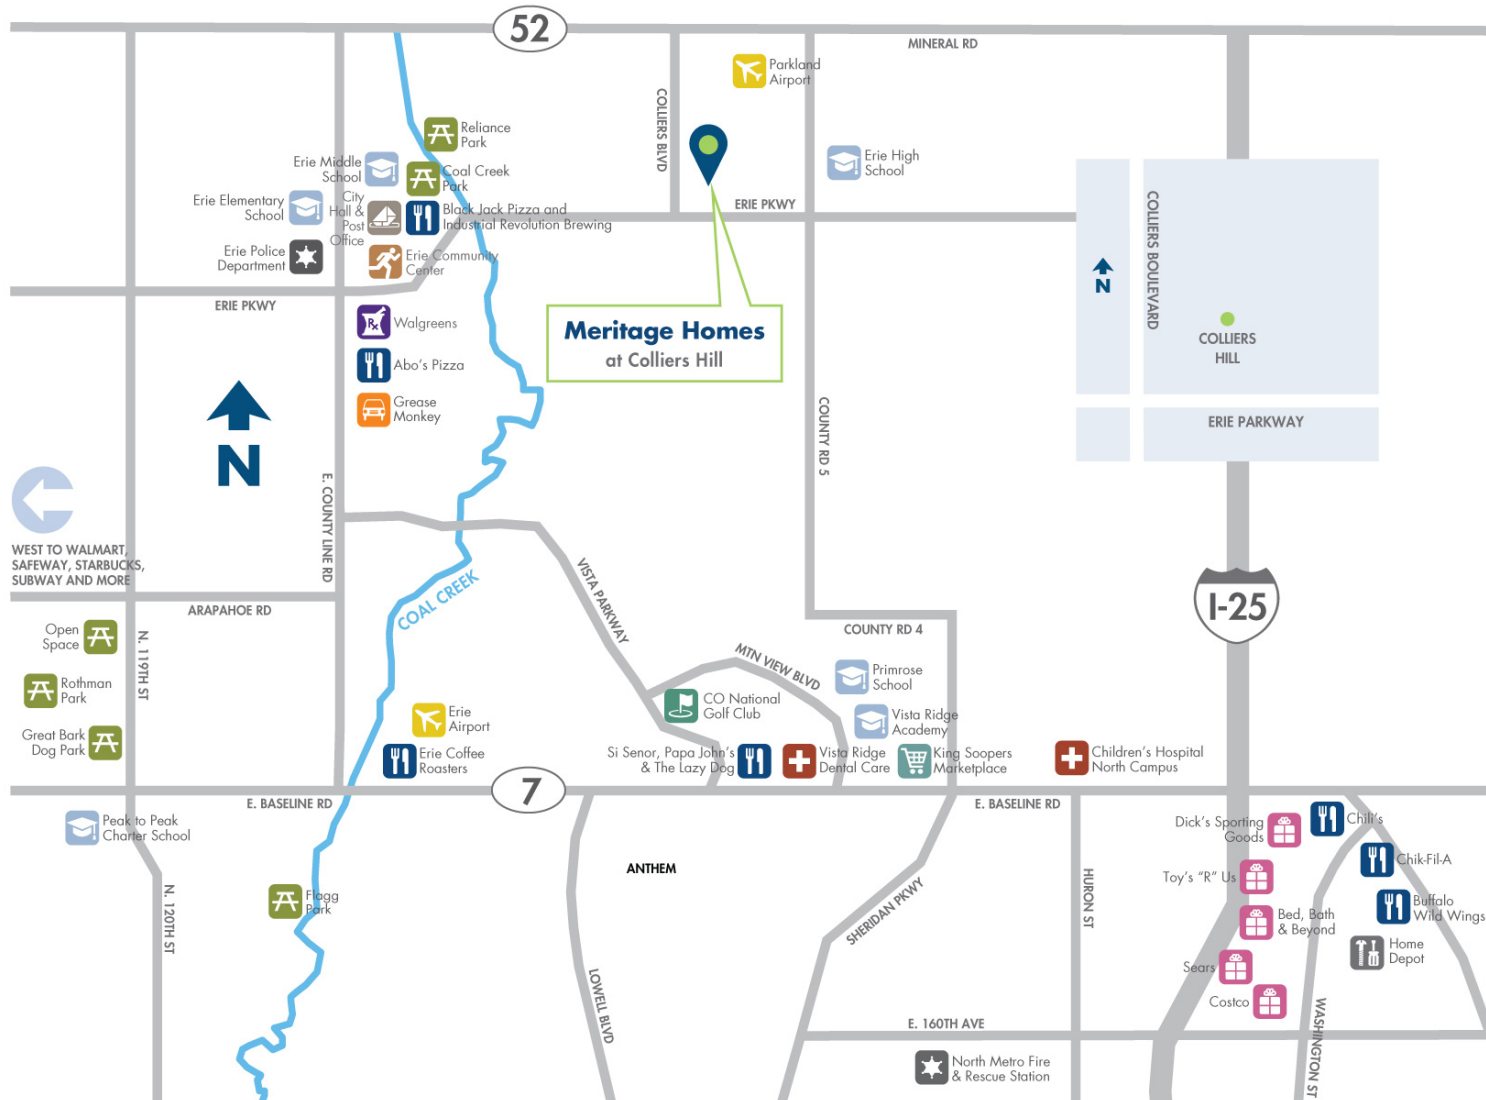 52
MINERAL RD
Parkland
Airport
COLLIERS BLVD
Reliance
Park
Erie Middle
School
Coal Creek
Park
Erie High
School
Erie Elementary
School
City
Hall &
Post
Office
Black Jack Pizza and
Industrial Revolution Brewing
ERIE PKWY
Erie Police
Department
Erie Community
Center
ERIE PKWY
COLLIERS BOULEVARD
N
COLLIERS
HILL
ERIE PARKWAY
Walgreens
Meritage Homes
at Colliers Hill
Abo's Pizza
Grease
Monkey
N
COUNTY RD 5
E. COUNTY LINE RD
WEST TO WALMART,
SAFEWAY, STARBUCKS,
SUBWAY AND MORE
ARAPAHOE RD
COAL CREEK
VISTA PARKWAY
I-25
COUNTY RD 4
Open
Space
N. 119TH ST
MTN VIEW BLVD
Primrose
School
Rothman
Park
CO National
Golf Club
Vista Ridge
Academy
Erie
Airport
Great Bark
Dog Park
Erie Coffee
Roasters
Si Senor, Papa John's
& The Lazy Dog
Vista Ridge
Dental Care
King Soopers
Marketplace
Children's Hospital
North Campus
7
E. BASELINE RD
E. BASELINE RD
Peak to Peak
Charter School
Dick's Sporting
Goods
Chili's
ANTHEM
Chik-Fil-A
Toy's "R" Us
Flagg
Park
N. 120TH ST
SHERIDAN PKWY
HURON ST
Bed, Bath
& Beyond
Buffalo
Wild Wings
Home
Depot
Sears
Costco
LOWELL BLVD
E. 160TH AVE
WASHINGTON ST
North Metro Fire
& Rescue Station
Rx